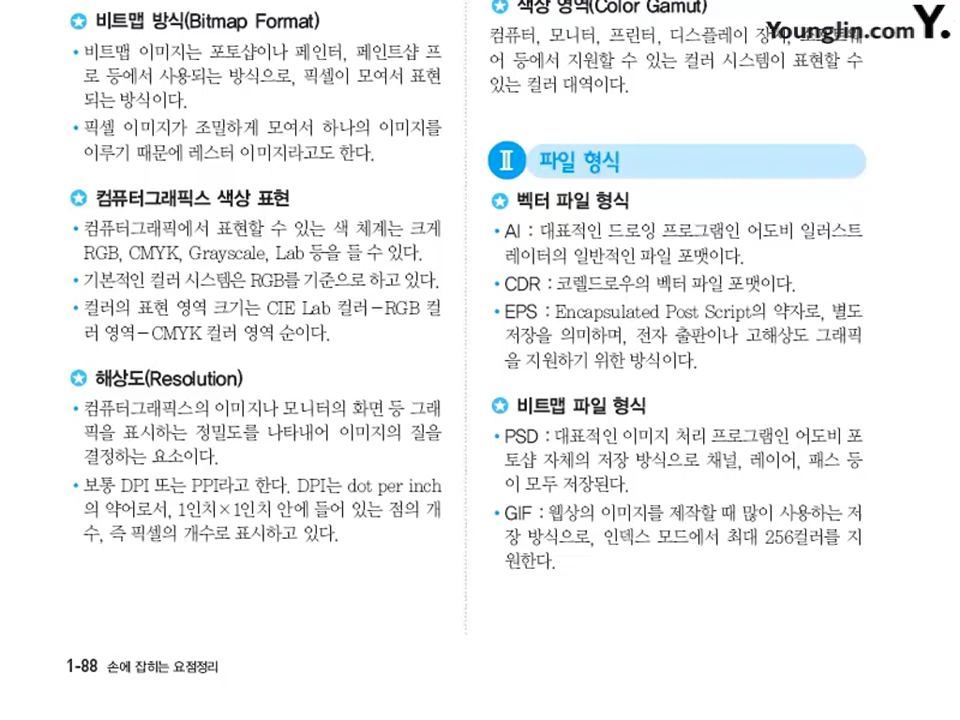 비트맵 방식(Bitmap Format)
• 비트맵 이미지는 포토샵이나 페인터, 페인트샵 프
로 등에서 사용되는 방식으로, 픽셀이 모여서 표현
되는 방식이다.
• 픽셀 이미지가 조밀하게 모여서 하나의 이미지를
이루기 때문에 레스터 이미지라고도 한다.
컴퓨터그래픽스 색상 표현
• 컴퓨터그래픽에서 표현할 수 있는 색 체계는 크게
RGB, CMYK, Grayscale, Lab 등을 들 수 있다.
• 기본적인 컬러 시스템은 RGB를 기준으로 하고 있다.
• 컬러의 표현 영역 크기는 CIE Lab 컬러-RGB 컬
러 영역-CMYK 컬러 영역 순이다.
해상도(Resolution)
• 컴퓨터그래픽스의 이미지나 모니터의 화면 등 그래
픽을 표시하는 정밀도를 나타내어 이미지의 질을
결정하는 요소이다.
• 보통 DPI 또는 PPI라고 한다. DPI는 dot per inch
의 약어로서, 1인치×1인치 안에 들어 있는 점의 개
수, 즉 픽셀의 개수로 표시하고 있다.
색상 영역(Color Gamut)
Younglin.com Y.
컴퓨터, 모니터, 프린터, 디스플레이
어 등에서 지원할 수 있는 컬러 시스템이 표현할 수
있는 컬러 대역이다.
Ⅱ 파일 형식
벡터 파일 형식
• AI : 대표적인 드로잉 프로그램인 어도비 일러스트
레이터의 일반적인 파일 포맷이다.
• CDR : 코렐드로우의 벡터 파일 포맷이다.
• EPS : Encapsulated Post Script의 약자로, 별도
저장을 의미하며, 전자 출판이나 고해상도 그래픽
을 지원하기 위한 방식이다.
비트맵 파일 형식
• PSD : 대표적인 이미지 처리 프로그램인 어도비 포
토샵 자체의 저장 방식으로 채널, 레이어, 패스 등
이 모두 저장된다.
• GIF : 웹상의 이미지를 제작할 때 많이 사용하는 저
장 방식으로, 인덱스 모드에서 최대 256컬러를 지
원한다.
1-88 손에 잡히는 요점정리